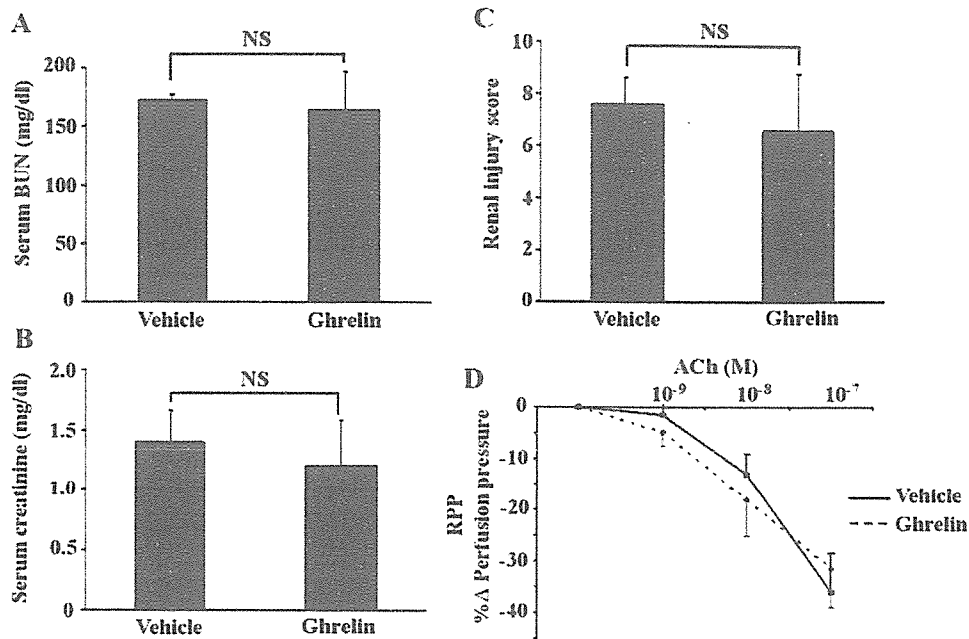 A
NS
Serum BUN (mg/dl)
200
150
100
50
0
Vehicle Ghrelin
B
NS
Serum creatinine (mg/dl)
2.0
1.5
1.0
0.5
0
Vehicle Ghrelin
C
NS
Renal injury score
10
8
6
4
2
0
Vehicle Ghrelin
D
ACh (M)
10⁻⁹ 10⁻⁸ 10⁻⁷
RPP
%Δ Perfusion pressure
0
-10
-20
-30
-40
Vehicle
Ghrelin